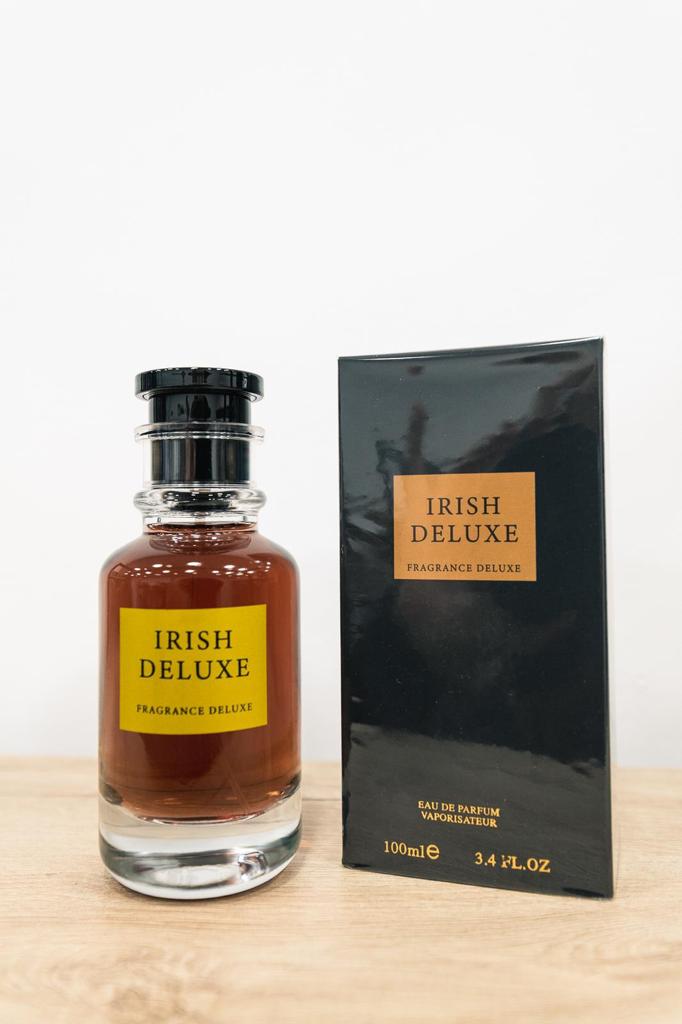 IRISH
DELUXE
FRAGRANCE DELUXE
IRISH
DELUXE
FRAGRANCE DELUXE
EAU DE PARFUM
VAPORISATEUR
100ml℮ 3.4 FL.OZ